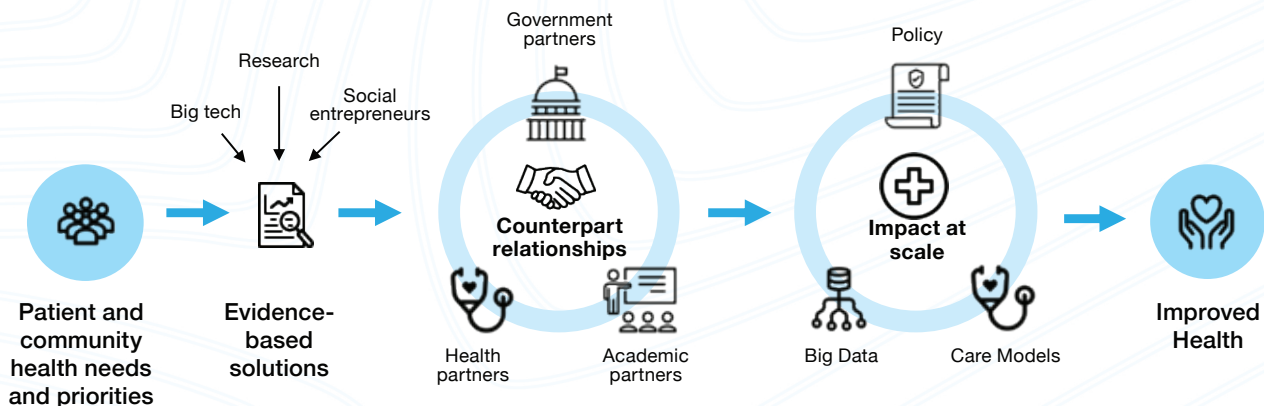 Patient and
community
health needs
and priorities
Big tech
Research
Social
entrepreneurs
Evidence-
based
solutions
Government
partners
Counterpart
relationships
Health
partners
Academic
partners
Policy
Impact at
scale
Big Data
Care Models
Improved
Health